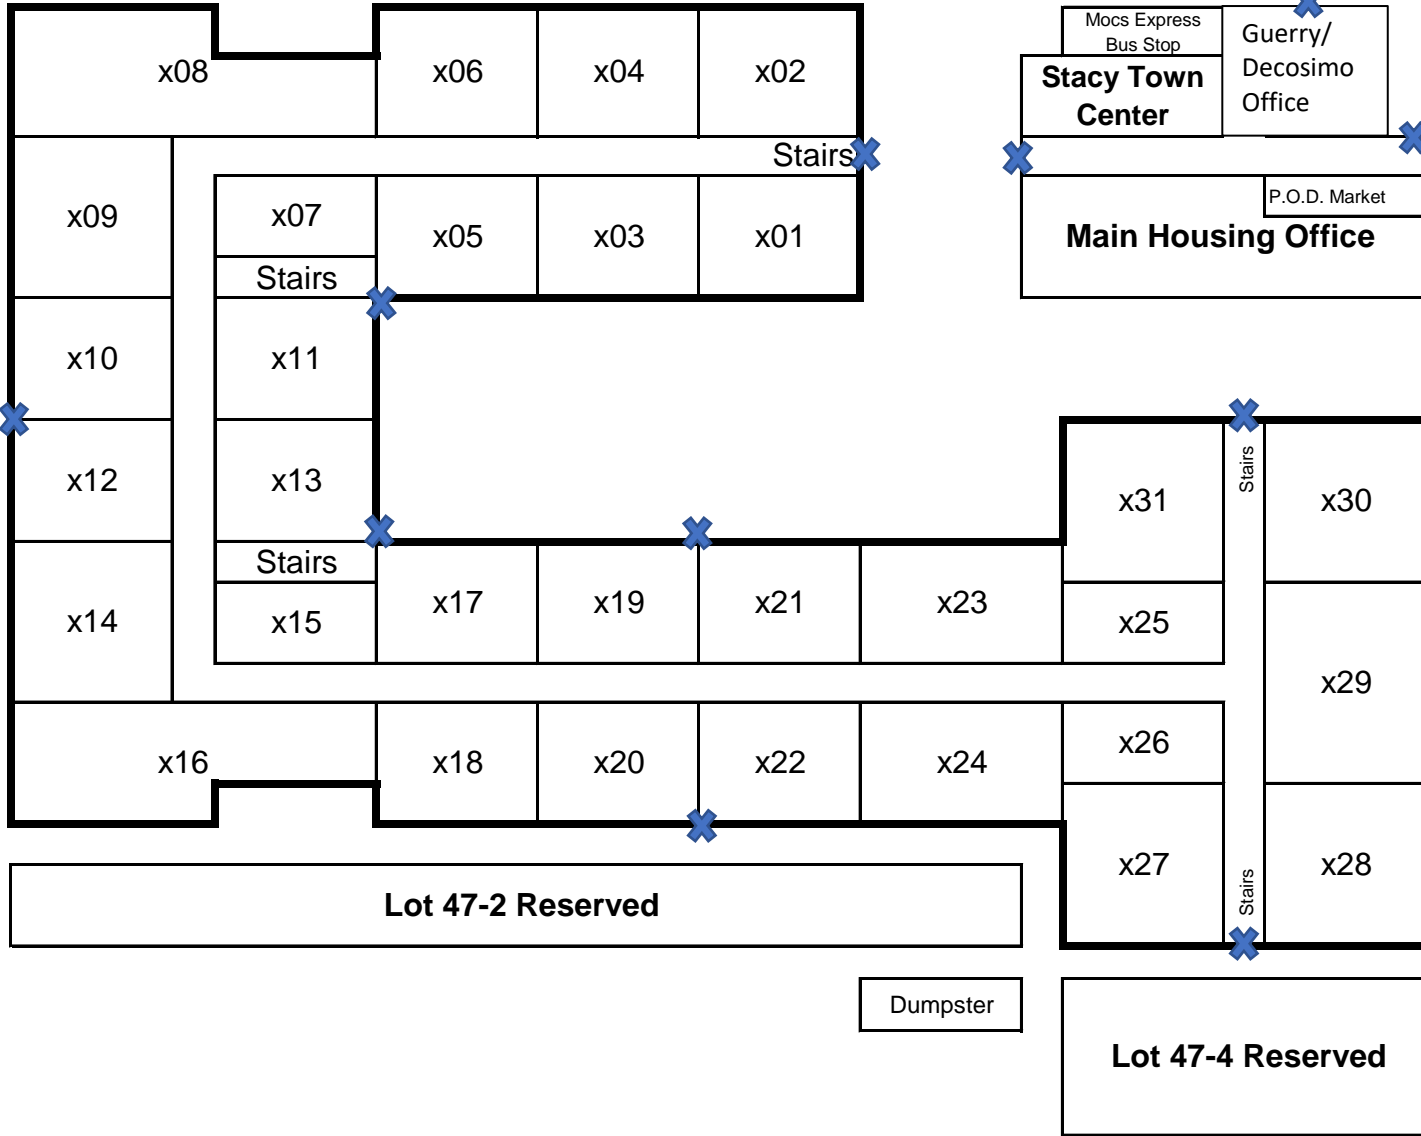 x08
x06
x04
x02
Mocs Express
Bus Stop
Guerry/
Decosimo
Office
Stacy Town
Center
Stairs
x09
x07
x05
x03
x01
P.O.D. Market
Main Housing Office
Stairs
x10
x11
x12
x13
x31
Stairs
x30
Stairs
x14
x15
x17
x19
x21
x23
x25
x29
x16
x18
x20
x22
x24
x26
x27
Stairs
x28
Lot 47-2 Reserved
Dumpster
Lot 47-4 Reserved